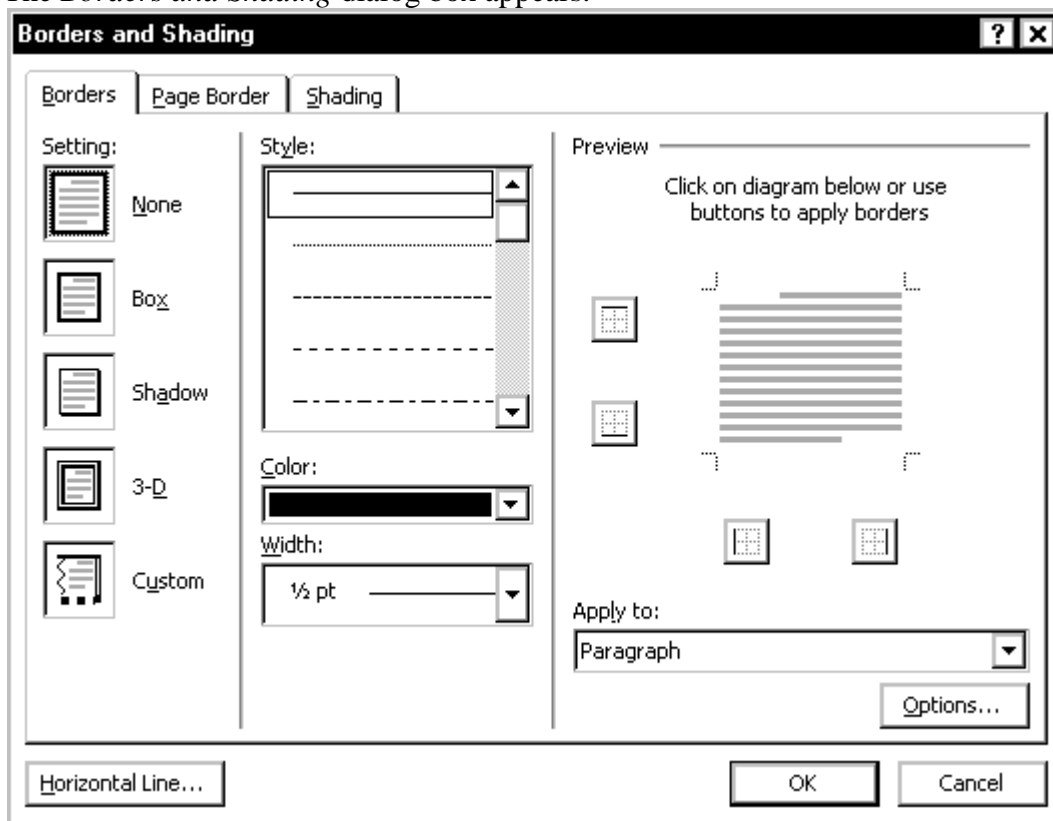 The Borders and Shading dialog box appears.
Borders and Shading
Borders Page Border Shading
Setting:
None
Box
Shadow
3-D
Custom
Style:
Color:
Width:
½ pt
Preview
Click on diagram below or use
buttons to apply borders
Apply to:
Paragraph
Options...
Horizontal Line...
OK
Cancel